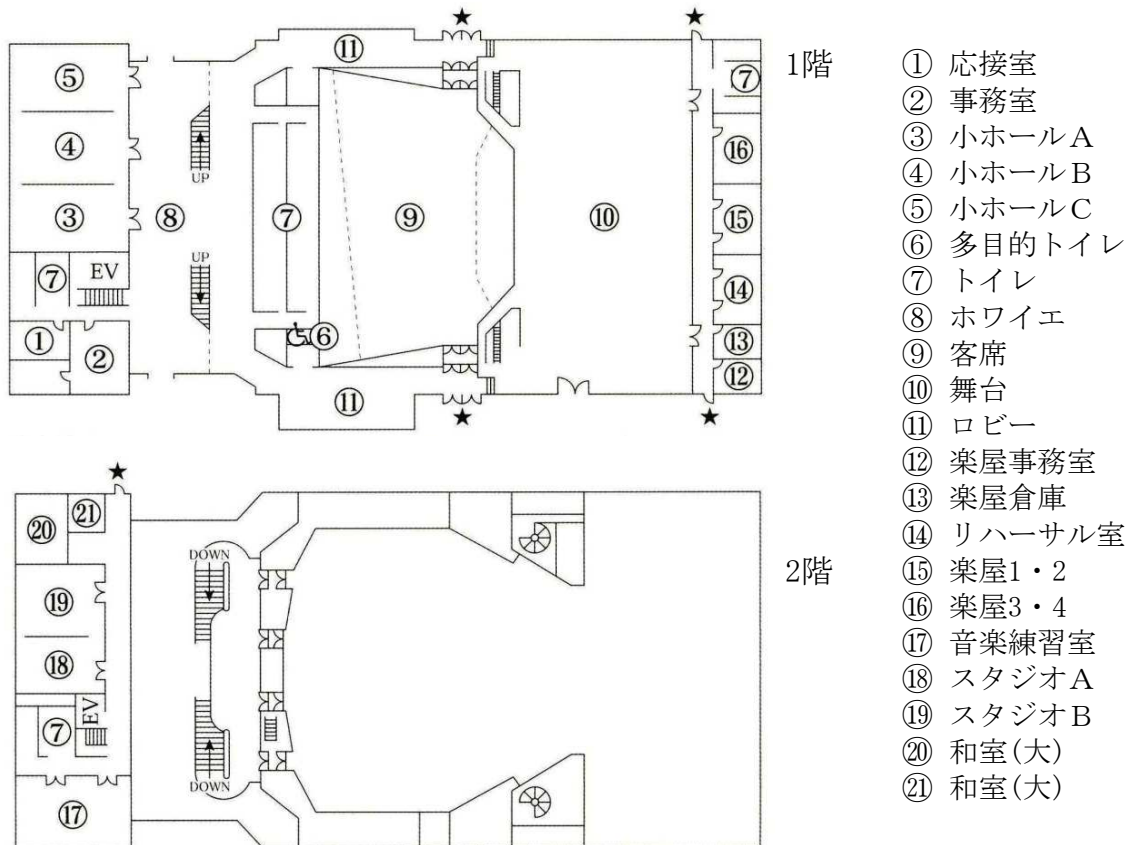 ★
★
⑪
1階
⑤
⑦
④
⑯
UP
③
⑧
⑦
⑨
⑩
⑮
UP
⑦
EV
⑭
①
⑥
⑬
②
⑫
⑪
★
★
★
⑳
㉑
DOWN
2階
⑲
⑱
EV
⑦
DOWN
⑰
① 応接室
② 事務室
③ 小ホールA
④ 小ホールB
⑤ 小ホールC
⑥ 多目的トイレ
⑦ トイレ
⑧ ホワイエ
⑨ 客席
⑩ 舞台
⑪ ロビー
⑫ 楽屋事務室
⑬ 楽屋倉庫
⑭ リハーサル室
⑮ 楽屋1・2
⑯ 楽屋3・4
⑰ 音楽練習室
⑱ スタジオA
⑲ スタジオB
⑳ 和室(大)
㉑ 和室(大)